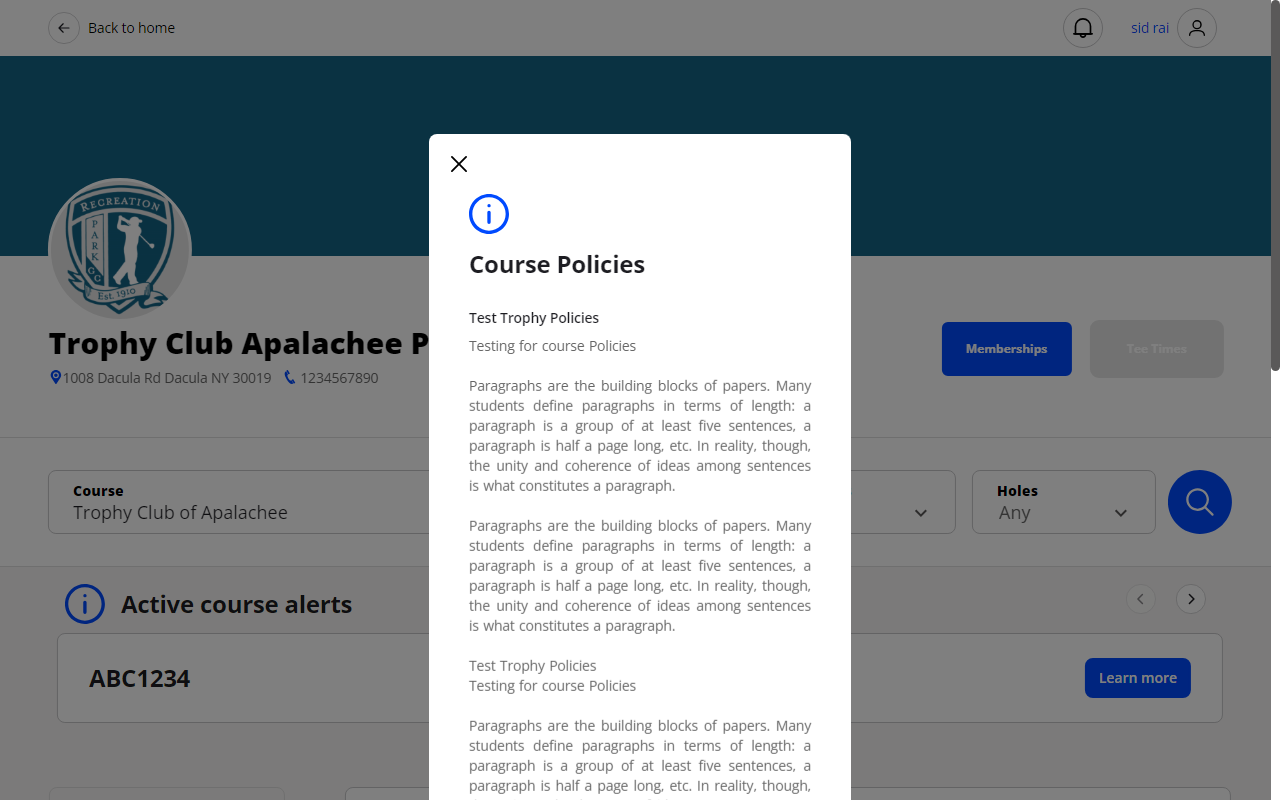 Back to home
sid rai
RECREATION
PARK
GC
Est. 1910
Trophy Club Apalachee P
1008 Dacula Rd Dacula NY 30019
1234567890
Memberships
Tee Times
Course
Trophy Club of Apalachee
Holes
Any
Active course alerts
ABC1234
Learn more
Course Policies
Test Trophy Policies
Testing for course Policies
Paragraphs are the building blocks of papers. Many
students define paragraphs in terms of length: a
paragraph is a group of at least five sentences, a
paragraph is half a page long, etc. In reality, though,
the unity and coherence of ideas among sentences
is what constitutes a paragraph.
Paragraphs are the building blocks of papers. Many
students define paragraphs in terms of length: a
paragraph is a group of at least five sentences, a
paragraph is half a page long, etc. In reality, though,
the unity and coherence of ideas among sentences
is what constitutes a paragraph.
Test Trophy Policies
Testing for course Policies
Paragraphs are the building blocks of papers. Many
students define paragraphs in terms of length: a
paragraph is a group of at least five sentences, a
paragraph is half a page long, etc. In reality, though,